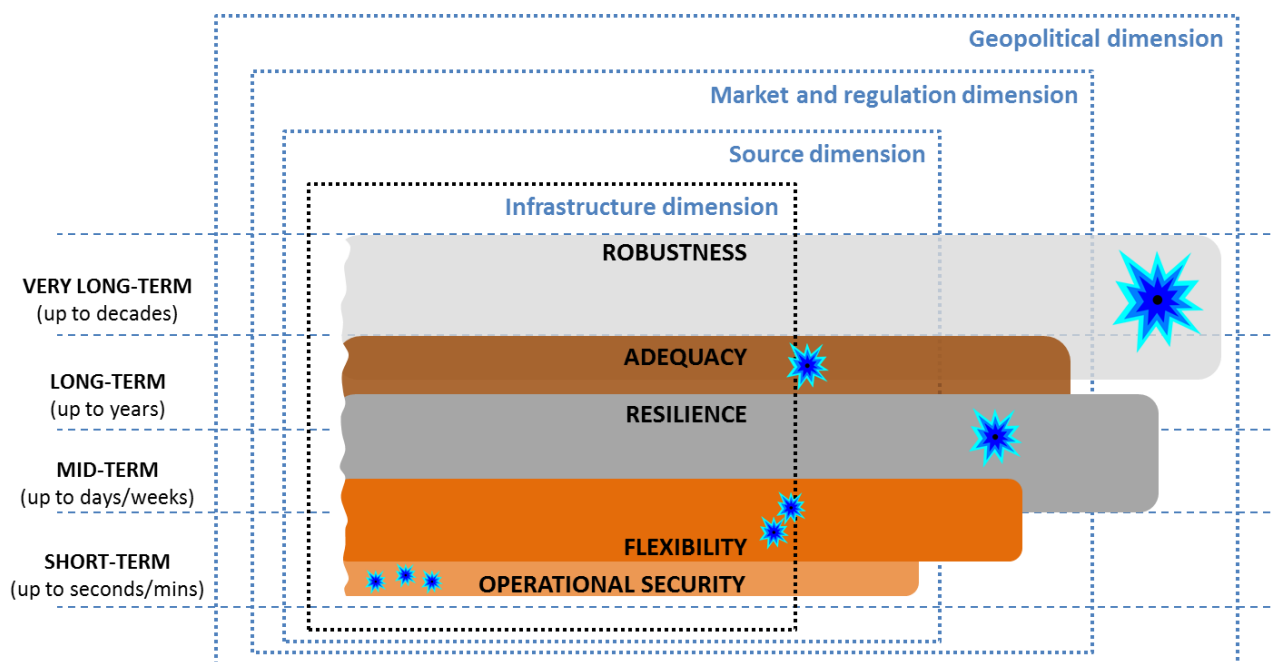 Geopolitical dimension
Market and regulation dimension
Source dimension
Infrastructure dimension
ROBUSTNESS
VERY LONG-TERM
(up to decades)
ADEQUACY
LONG-TERM
(up to years)
RESILIENCE
MID-TERM
(up to days/weeks)
FLEXIBILITY
SHORT-TERM
(up to seconds/mins)
OPERATIONAL SECURITY